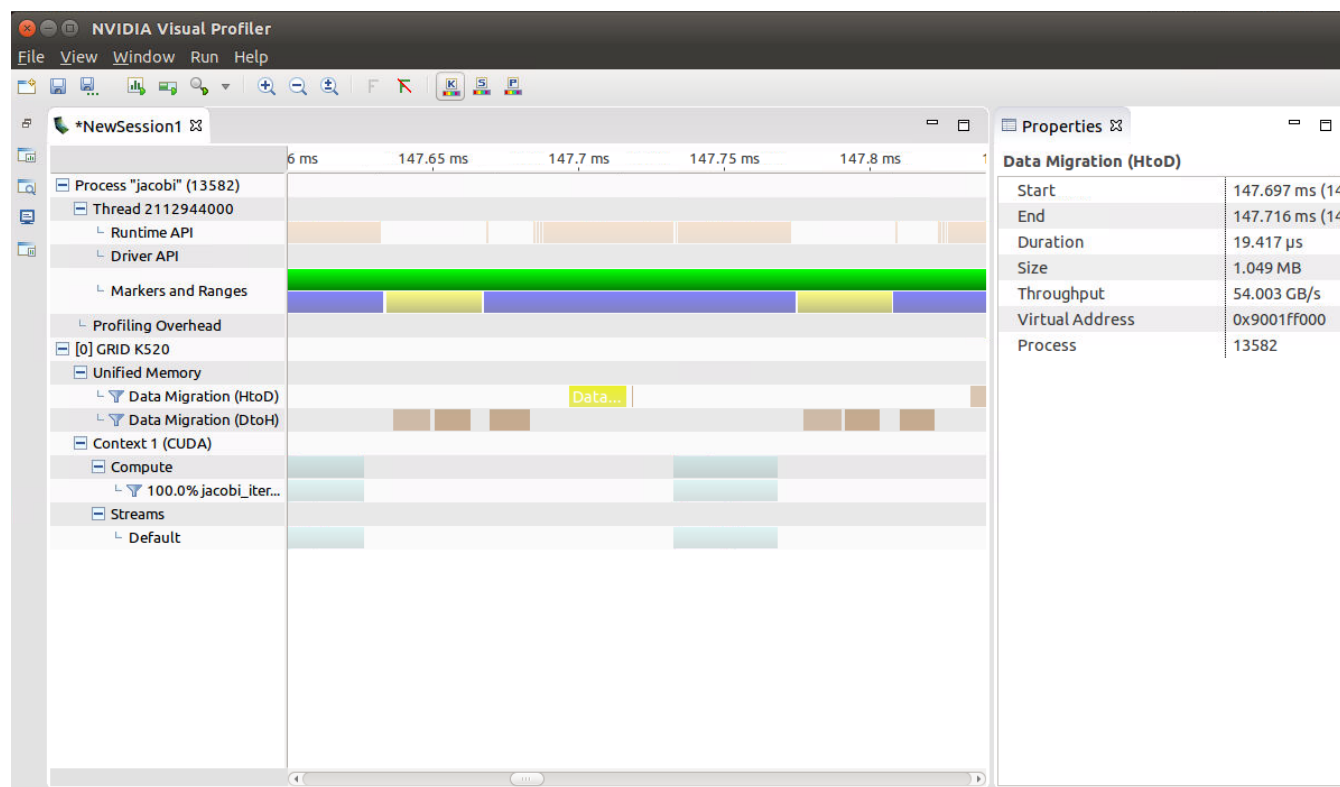 NVIDIA Visual Profiler
File View Window Run Help
*NewSession1
6 ms 147.65 ms 147.7 ms 147.75 ms 147.8 ms 1
Process "jacobi" (13582)
Thread 2112944000
Runtime API
Driver API
Markers and Ranges
Profiling Overhead
[0] GRID K520
Unified Memory
Data Migration (HtoD)
Data...
Data Migration (DtoH)
Context 1 (CUDA)
Compute
100.0% jacobi_iter...
Streams
Default
Properties
Data Migration (HtoD)
Start 147.697 ms (14
End 147.716 ms (14
Duration 19.417 µs
Size 1.049 MB
Throughput 54.003 GB/s
Virtual Address 0x9001ff000
Process 13582